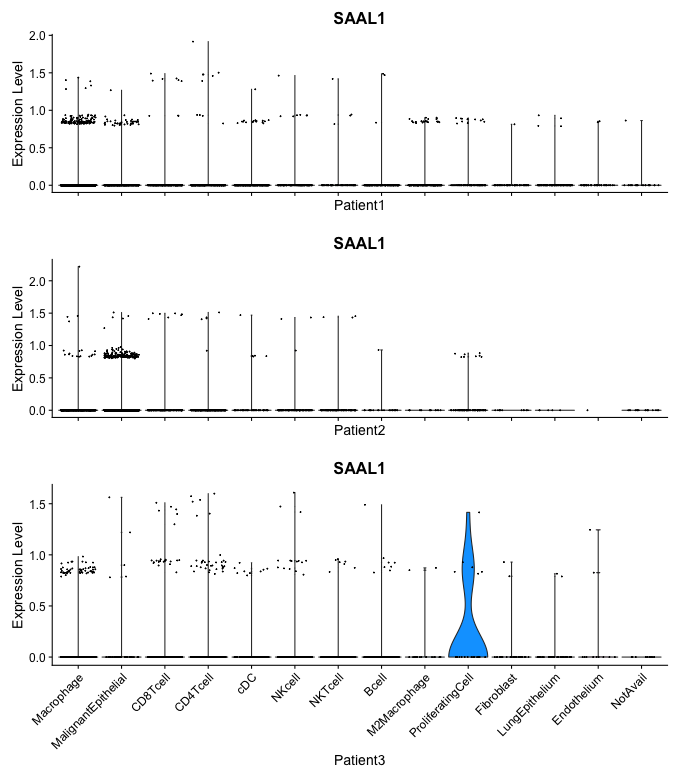 SAAL1
Expression Level
2.0
1.5
1.0
0.5
0.0
Patient1
SAAL1
Expression Level
2.0
1.5
1.0
0.5
0.0
Patient2
SAAL1
Expression Level
1.5
1.0
0.5
0.0
Macrophage
MalignantEpithelial
CD8Tcell
CD4Tcell
cDC
NKcell
NKTcell
Bcell
M2Macrophage
ProliferatingCell
Fibroblast
LungEpithelium
Endothelium
NotAvail
Patient3